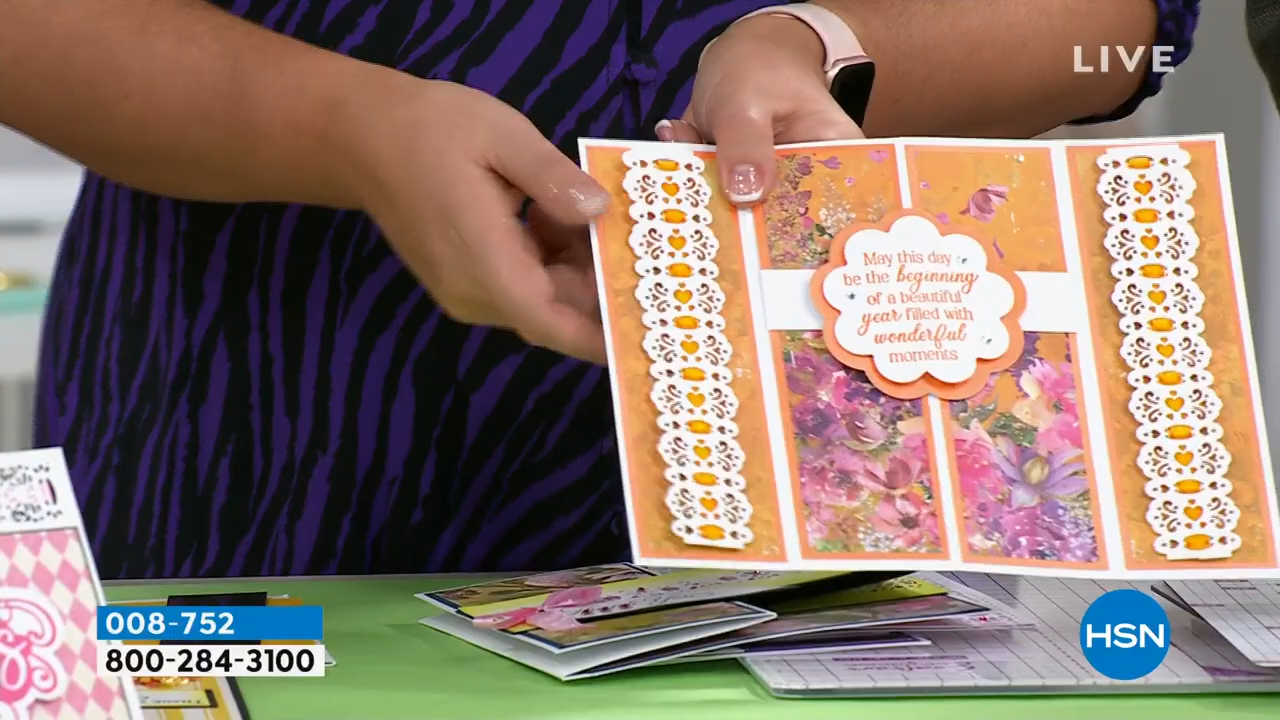 LIVE
May this day
be the beginning
of a beautiful
year filled with
wonderful
moments
008-752
800-284-3100
HSN